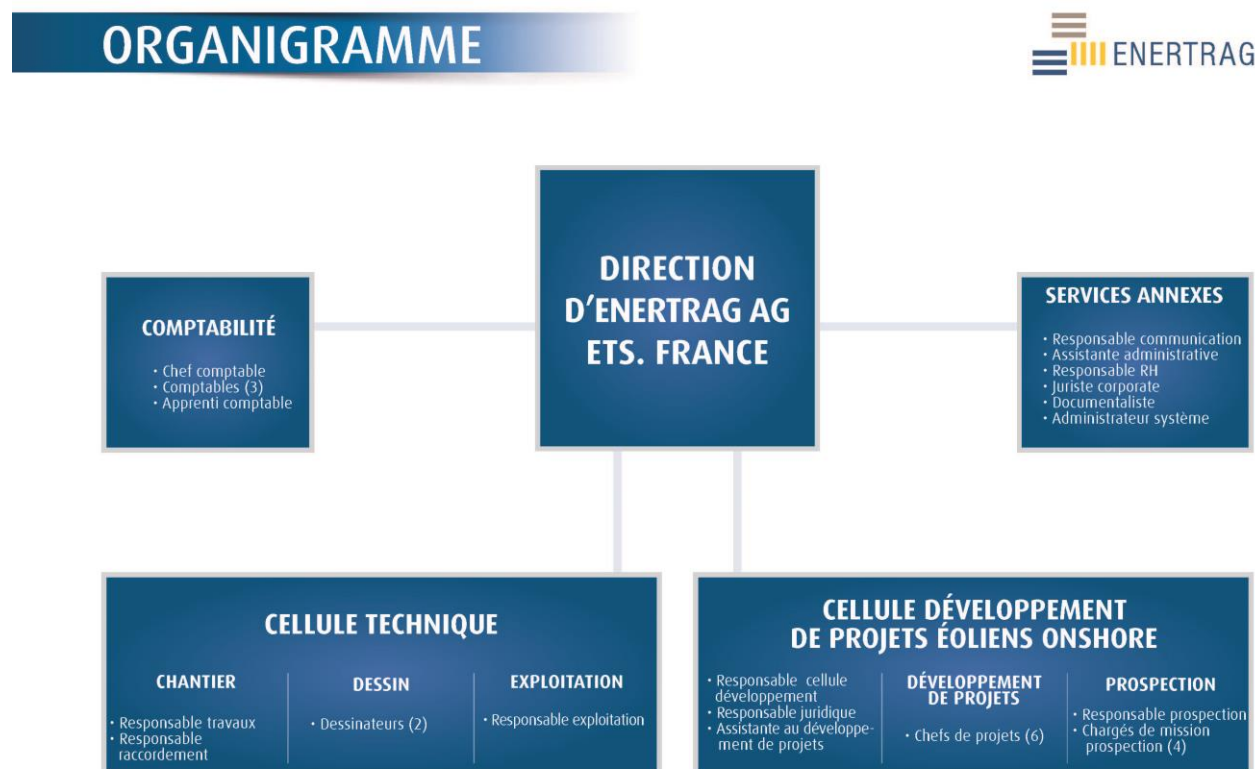 ORGANIGRAMME
ENERTRAG
DIRECTION
D'ENERTRAG AG
ETS. FRANCE
COMPTABILITÉ
· Chef comptable
· Comptables (3)
· Apprenti comptable
SERVICES ANNEXES
· Responsable communication
· Assistante administrative
· Responsable RH
· Juriste corporate
· Documentaliste
· Administrateur système
CELLULE TECHNIQUE
CHANTIER
· Responsable travaux
· Responsable
raccordement
DESSIN
· Dessinateurs (2)
EXPLOITATION
· Responsable exploitation
CELLULE DÉVELOPPEMENT
DE PROJETS ÉOLIENS ONSHORE
· Responsable cellule
développement
· Responsable juridique
· Assistante au développe-
ment de projets
DÉVELOPPEMENT
DE PROJETS
· Chefs de projets (6)
PROSPECTION
· Responsable prospection
· Chargés de mission
prospection (4)